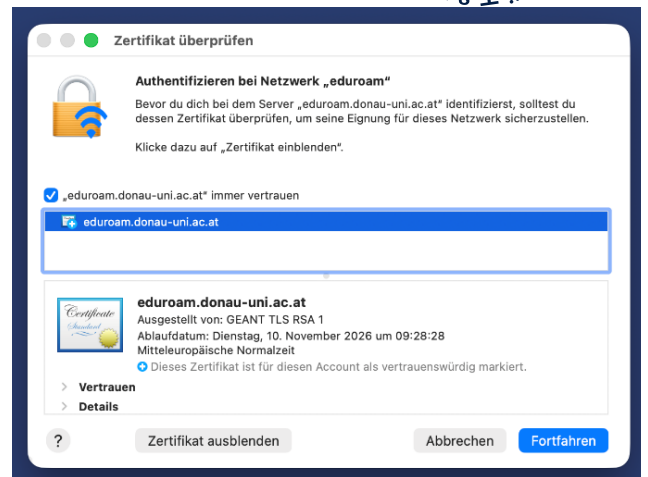 Zertifikat überprüfen
Authentifizieren bei Netzwerk „eduroam“
Bevor du dich bei dem Server „eduroam.donau-uni.ac.at“ identifizierst, solltest du
dessen Zertifikat überprüfen, um seine Eignung für dieses Netzwerk sicherzustellen.
Klicke dazu auf „Zertifikat einblenden“.
„eduroam.donau-uni.ac.at“ immer vertrauen
eduroam.donau-uni.ac.at
Certificate
Standard
eduroam.donau-uni.ac.at
Ausgestellt von: GEANT TLS RSA 1
Ablaufdatum: Dienstag, 10. November 2026 um 09:28:28
Mitteleuropäische Normalzeit
Dieses Zertifikat ist für diesen Account als vertrauenswürdig markiert.
Vertrauen
Details
?
Zertifikat ausblenden
Abbrechen
Fortfahren